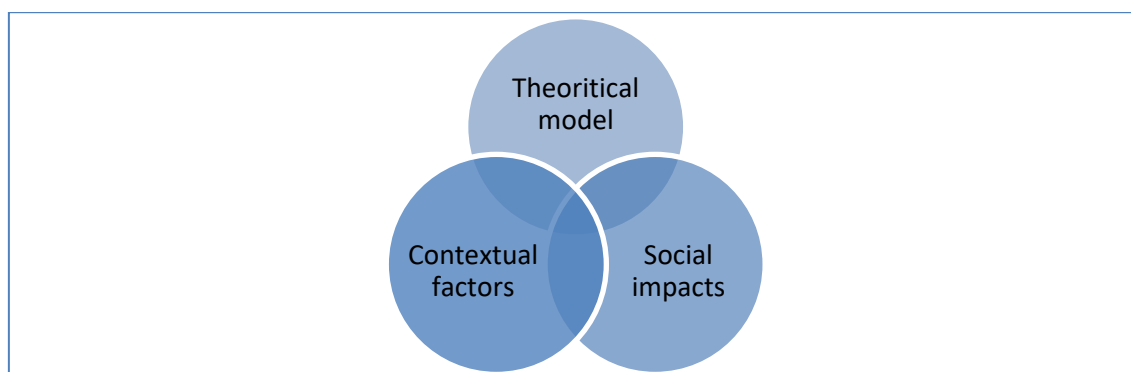 Theoritical
model
Contextual
factors
Social
impacts